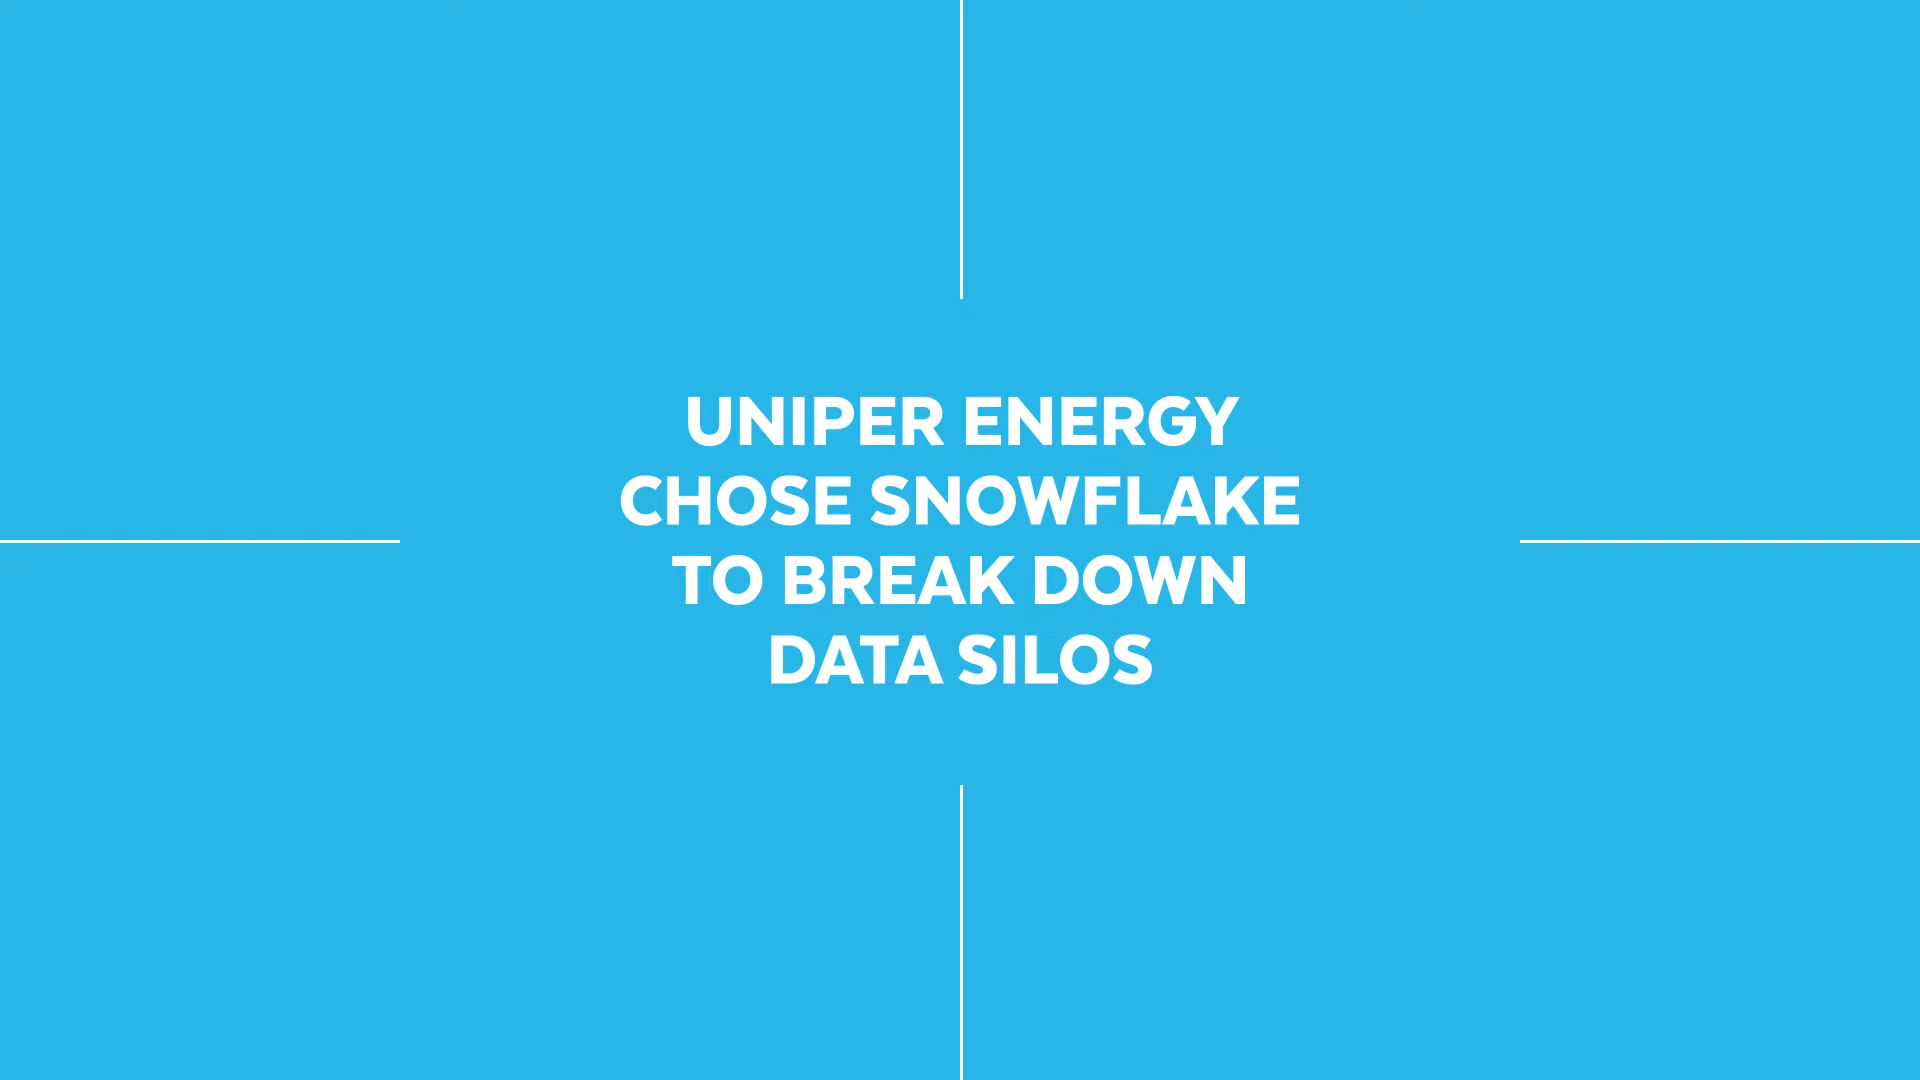 UNIPER ENERGY
CHOSE SNOWFLAKE
TO BREAK DOWN
DATA SILOS